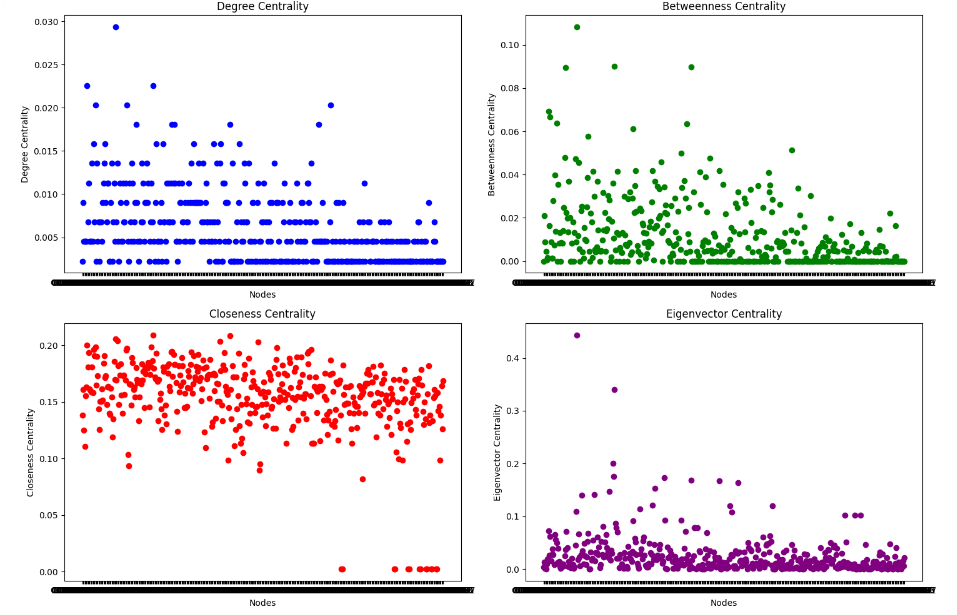 Degree Centrality
0.030
0.025
0.020
0.015
0.010
0.005
Degree Centrality
Nodes
Betweenness Centrality
0.10
0.08
0.06
0.04
0.02
0.00
Betweenness Centrality
Nodes
Closeness Centrality
0.20
0.15
0.10
0.05
0.00
Closeness Centrality
Nodes
Eigenvector Centrality
0.4
0.3
0.2
0.1
0.0
Eigenvector Centrality
Nodes